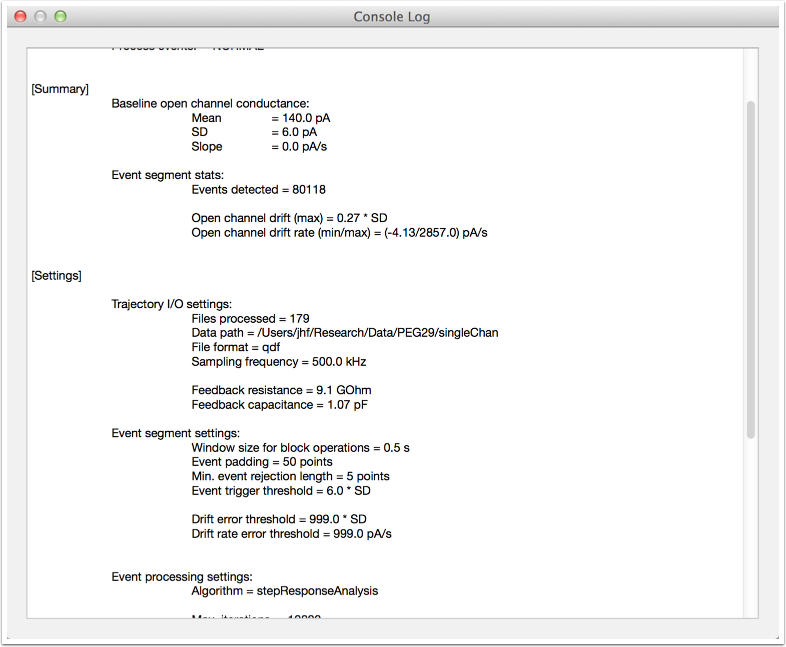 Console Log
[Summary]
Baseline open channel conductance:
Mean = 140.0 pA
SD = 6.0 pA
Slope = 0.0 pA/s
Event segment stats:
Events detected = 80118
Open channel drift (max) = 0.27 * SD
Open channel drift rate (min/max) = (-4.13/2857.0) pA/s
[Settings]
Trajectory I/O settings:
Files processed = 179
Data path = /Users/jhf/Research/Data/PEG29/singleChan
File format = qdf
Sampling frequency = 500.0 kHz
Feedback resistance = 9.1 GOhm
Feedback capacitance = 1.07 pF
Event segment settings:
Window size for block operations = 0.5 s
Event padding = 50 points
Min. event rejection length = 5 points
Event trigger threshold = 6.0 * SD
Drift error threshold = 999.0 * SD
Drift rate error threshold = 999.0 pA/s
Event processing settings:
Algorithm = stepResponseAnalysis